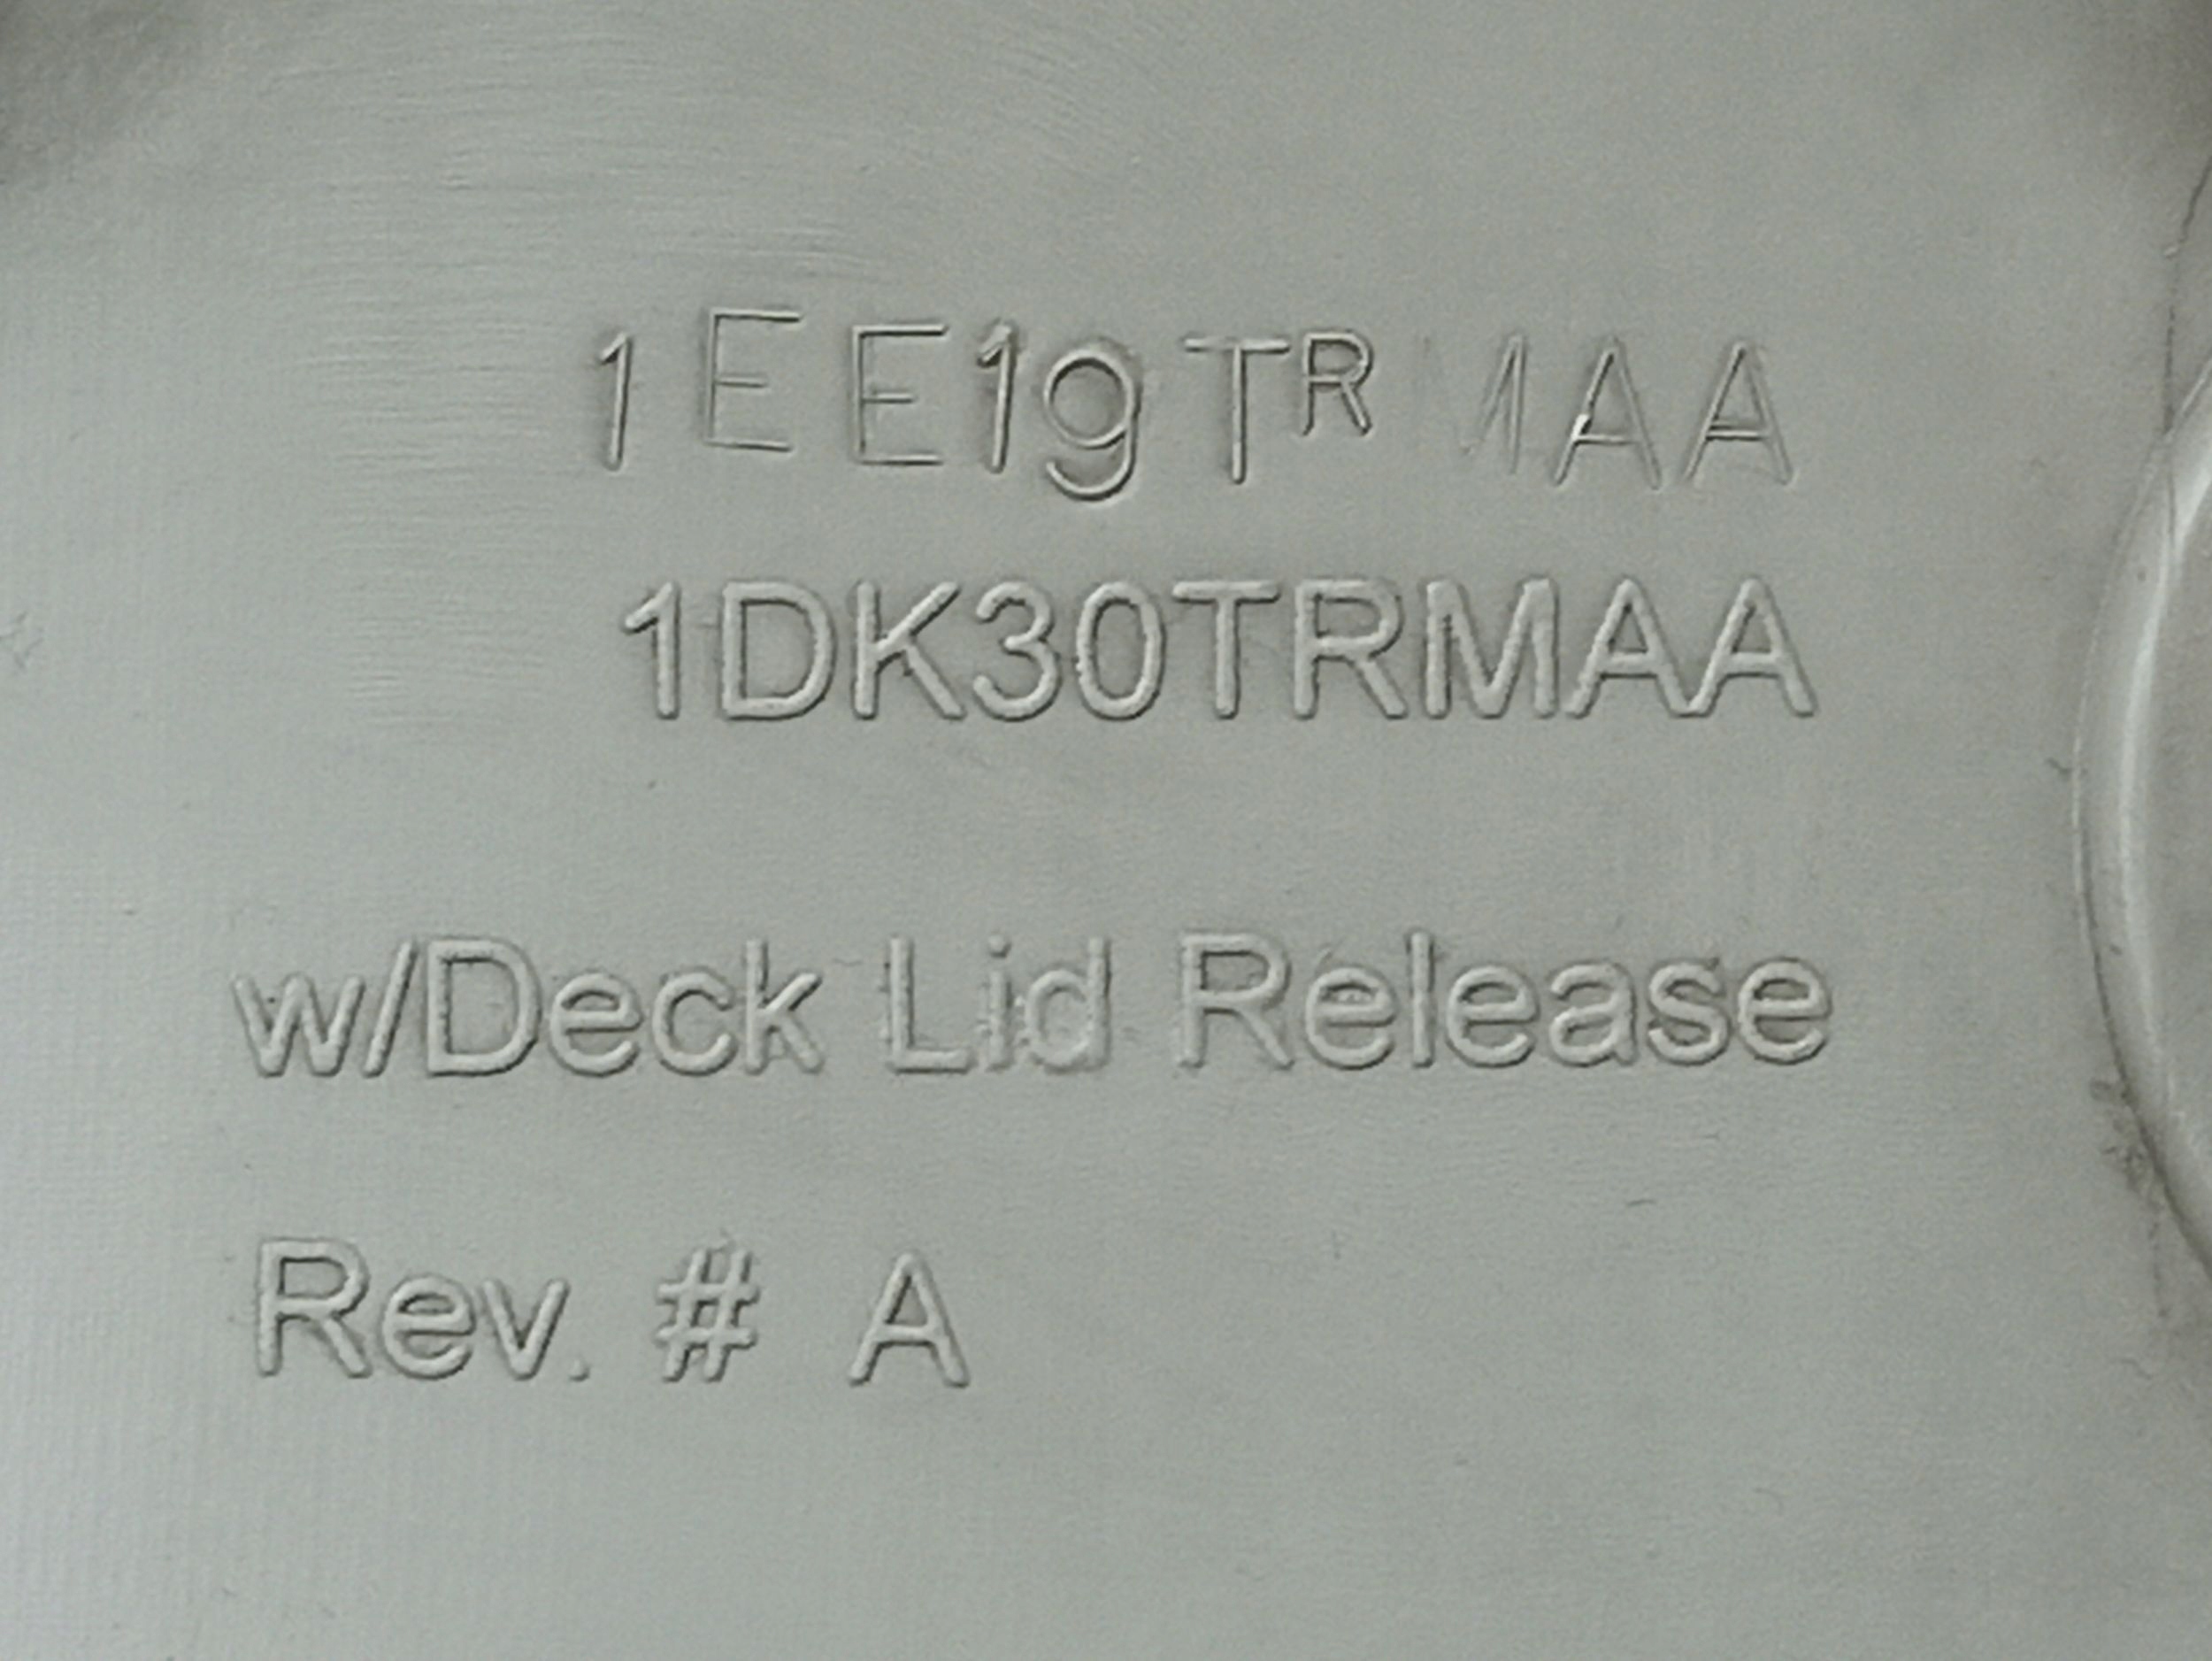 1EE19TRMAA
1DK30TRMAA
w/Deck Lid Release
Rev. # A